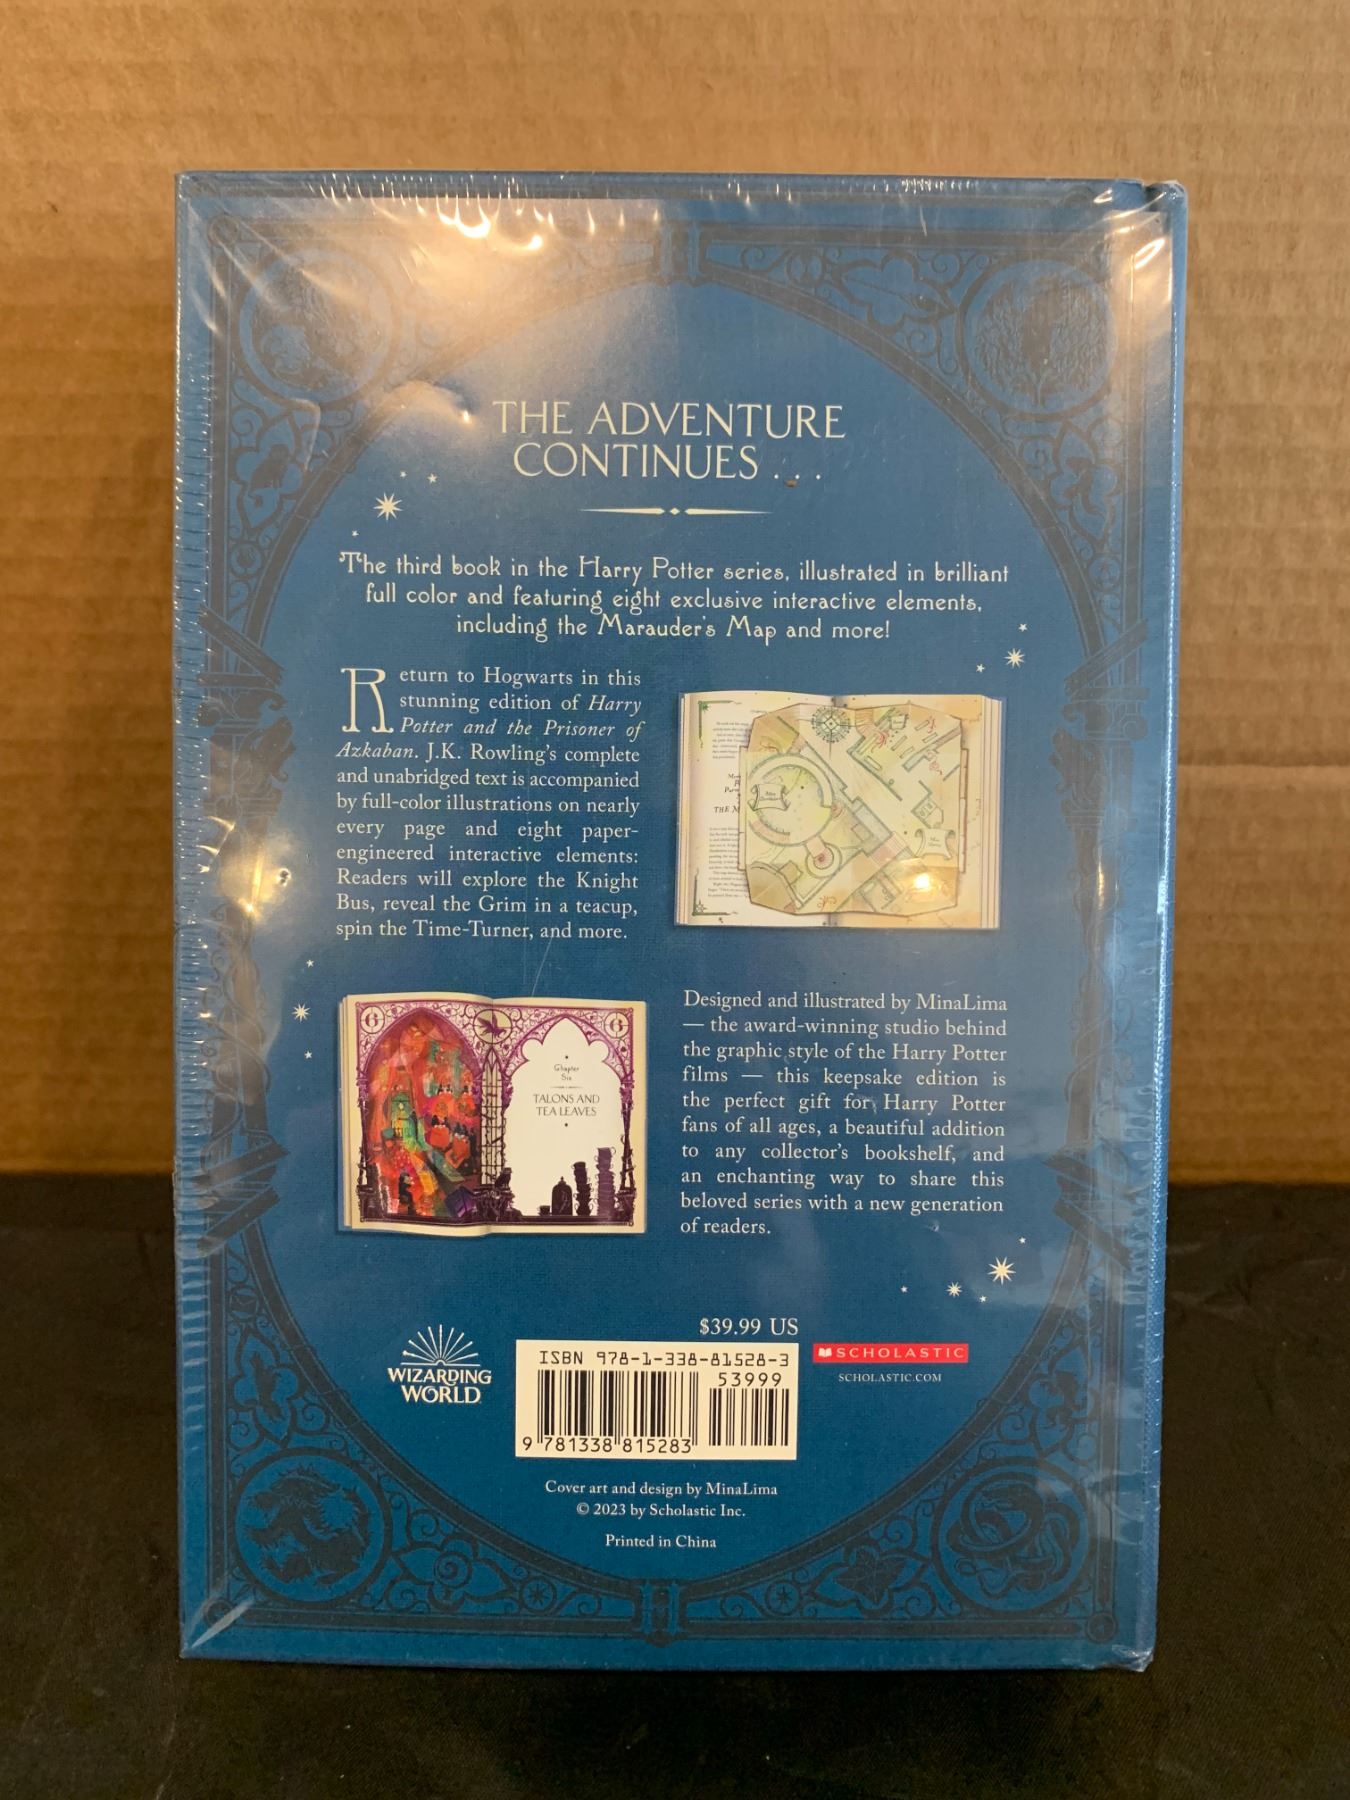 THE ADVENTURE
CONTINUES . . .
The third book in the Harry Potter series, illustrated in brilliant
full color and featuring eight exclusive interactive elements,
including the Marauder's Map and more!
Return to Hogwarts in this
stunning edition of Harry
Potter and the Prisoner of
Azkaban. J.K. Rowling's complete
and unabridged text is accompanied
by full-color illustrations on nearly
every page and eight paper-
engineered interactive elements:
Readers will explore the Knight
Bus, reveal the Grim in a teacup,
spin the Time-Turner, and more.
6
6
Chapter
Six
TALONS AND
TEA LEAVES
Designed and illustrated by MinaLima
— the award-winning studio behind
the graphic style of the Harry Potter
films — this keepsake edition is
the perfect gift for Harry Potter
fans of all ages, a beautiful addition
to any collector's bookshelf, and
an enchanting way to share this
beloved series with a new generation
of readers.
WIZARDING
WORLD
$39.99 US
ISBN 978-1-338-81528-3
53999
9 781338 815283
SCHOLASTIC
SCHOLASTIC.COM
Cover art and design by MinaLima
© 2023 by Scholastic Inc.
Printed in China